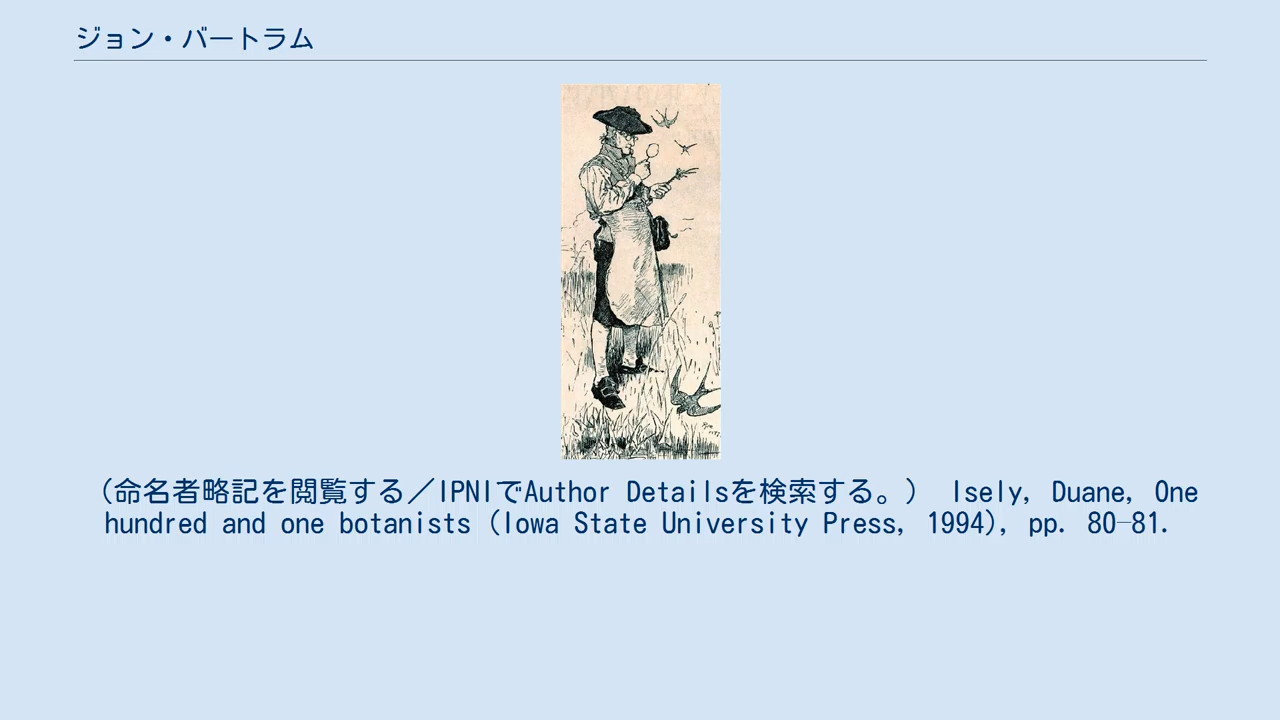 ジョン・バートラム
（命名者略記を閲覧する／IPNIでAuthor Detailsを検索する。） Isely, Duane, One
hundred and one botanists (Iowa State University Press, 1994), pp. 80–81.